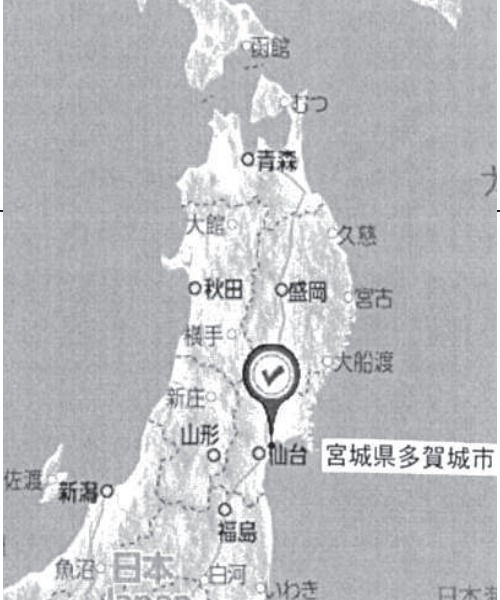 函館
むつ
青森
大館
久慈
秋田
盛岡
宮古
横手
大船渡
新庄
山形
仙台
宮城県多賀城市
佐渡
新潟
福島
魚沼
日本
白河
いわき